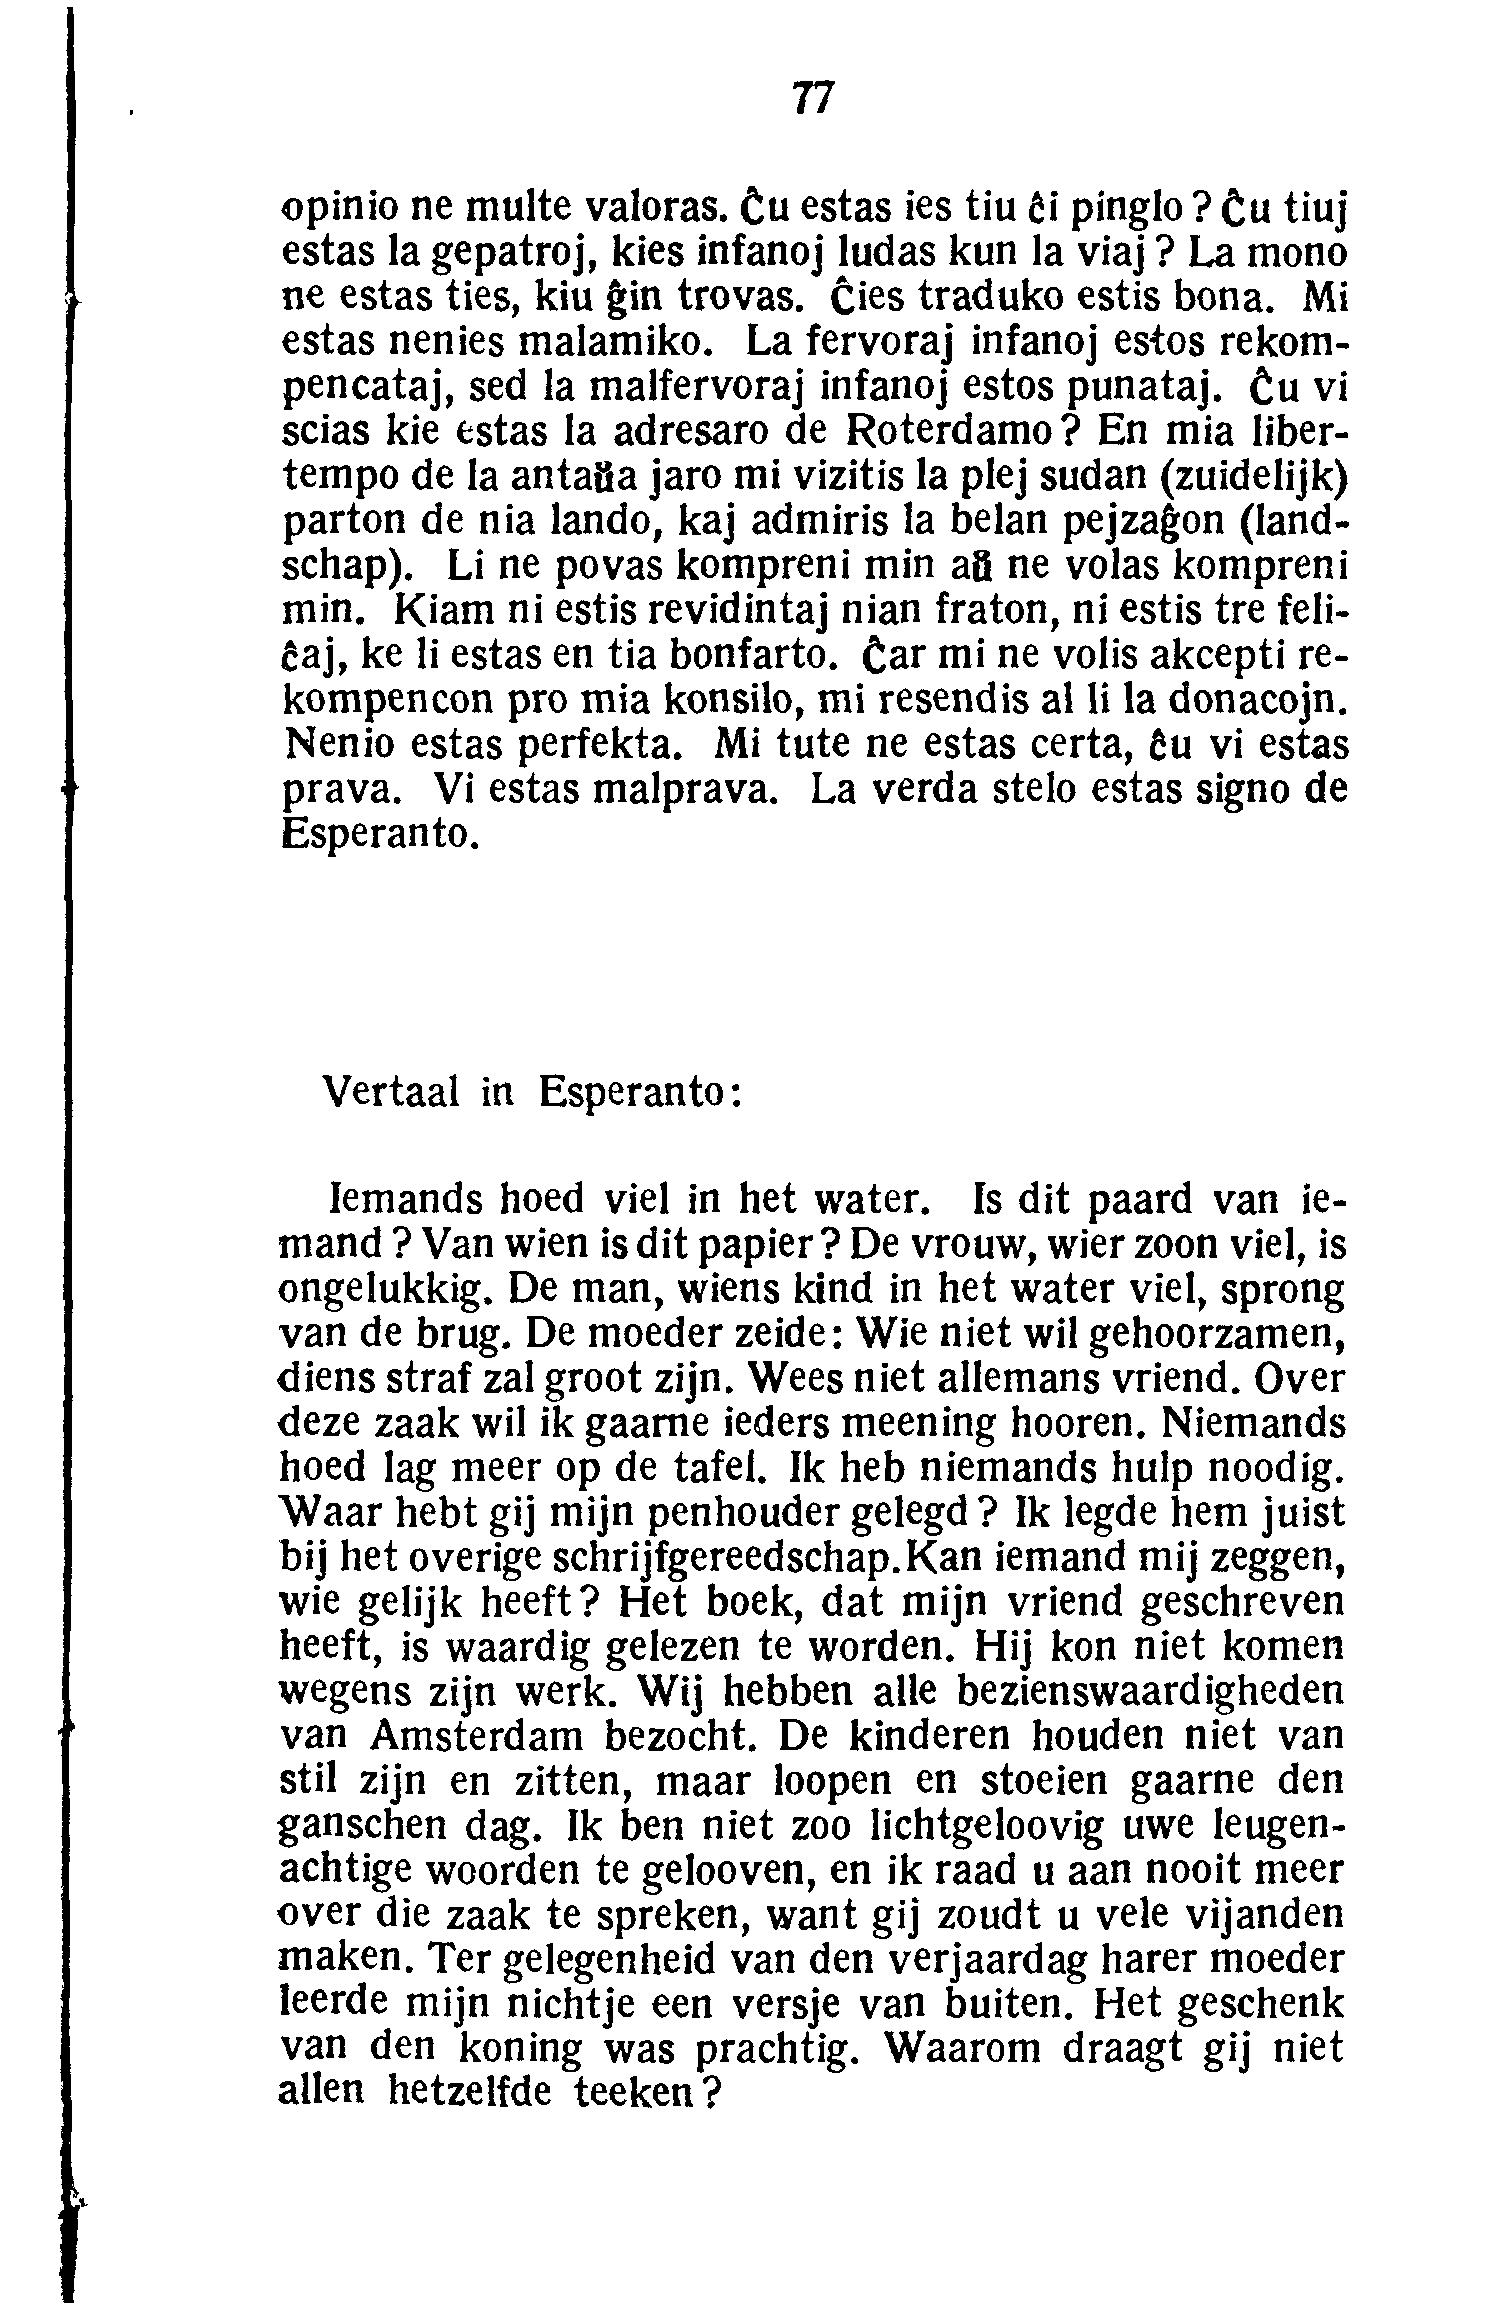 77
opinio ne multe valoras. Ĉu estas ies tiu ĉi pinglo? Ĉu tiuj
estas la gepatroj, kies infanoj ludas kun la viaj? La mono
ne estas ties, kiu ĝin trovas. Ĉies traduko estis bona. Mi
estas nenies malamiko. La fervoraj infanoj estos rekom-
pencataj, sed la malfervoraj infanoj estos punataj. Ĉu vi
scias kie estas la adresaro de Roterdamo? En mia liber-
tempo de la antaŭa jaro mi vizitis la plej sudan (zuidelijk)
parton de nia lando, kaj admiris la belan pejzaĝon (land-
schap). Li ne povas kompreni min aŭ ne volas kompreni
min. Kiam ni estis revidintaj nian fraton, ni estis tre feli-
ĉaj, ke li estas en tia bonfarto. Ĉar mi ne volis akcepti re-
kompencon pro mia konsilo, mi resendis al li la donacojn.
Nenio estas perfekta. Mi tute ne estas certa, ĉu vi estas
prava. Vi estas malprava. La verda stelo estas signo de
Esperanto.
Vertaal in Esperanto:
Iemands hoed viel in het water. Is dit paard van ie-
mand? Van wien is dit papier? De vrouw, wier zoon viel, is
ongelukkig. De man, wiens kind in het water viel, sprong
van de brug. De moeder zeide: Wie niet wil gehoorzamen,
diens straf zal groot zijn. Wees niet allemans vriend. Over
deze zaak wil ik gaarne ieders meening hooren. Niemands
hoed lag meer op de tafel. Ik heb niemands hulp noodig.
Waar hebt gij mijn penhouder gelegd? Ik legde hem juist
bij het overige schrijfgereedschap. Kan iemand mij zeggen,
wie gelijk heeft? Het boek, dat mijn vriend geschreven
heeft, is waardig gelezen te worden. Hij kon niet komen
wegens zijn werk. Wij hebben alle bezienswaardigheden
van Amsterdam bezocht. De kinderen houden niet van
stil zijn en zitten, maar loopen en stoeien gaarne den
ganschen dag. Ik ben niet zoo lichtgeloovig uwe leugen-
achtige woorden te gelooven, en ik raad u aan nooit meer
over die zaak te spreken, want gij zoudt u vele vijanden
maken. Ter gelegenheid van den verjaardag harer moeder
leerde mijn nichtje een versje van buiten. Het geschenk
van den koning was prachtig. Waarom draagt gij niet
allen hetzelfde teeken?